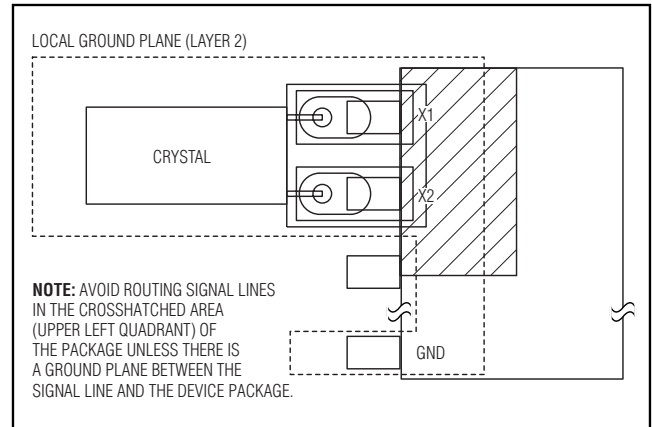 LOCAL GROUND PLANE (LAYER 2)
X1
CRYSTAL
X2
NOTE: AVOID ROUTING SIGNAL LINES
IN THE CROSSHATCHED AREA
(UPPER LEFT QUADRANT) OF
THE PACKAGE UNLESS THERE IS
A GROUND PLANE BETWEEN THE
SIGNAL LINE AND THE DEVICE PACKAGE.
GND